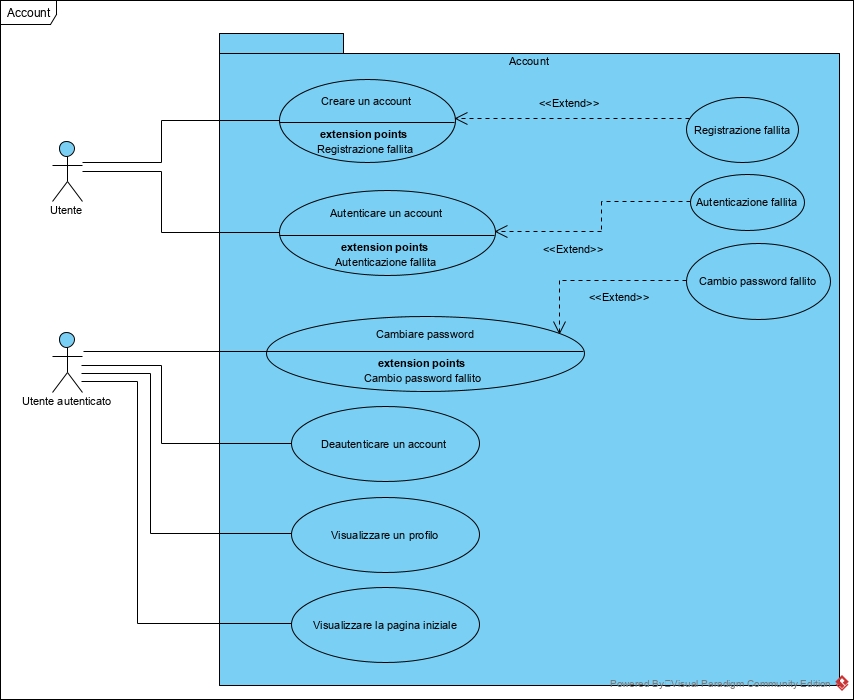 Account
Account
Creare un account
extension points
Registrazione fallita
<<Extend>>
Registrazione fallita
Utente
Autenticare un account
extension points
Autenticazione fallita
<<Extend>>
Autenticazione fallita
Cambio password fallito
<<Extend>>
Cambiare password
extension points
Cambio password fallito
Utente autenticato
Deautenticare un account
Visualizzare un profilo
Visualizzare la pagina iniziale
Powered By Visual Paradigm Community Edition